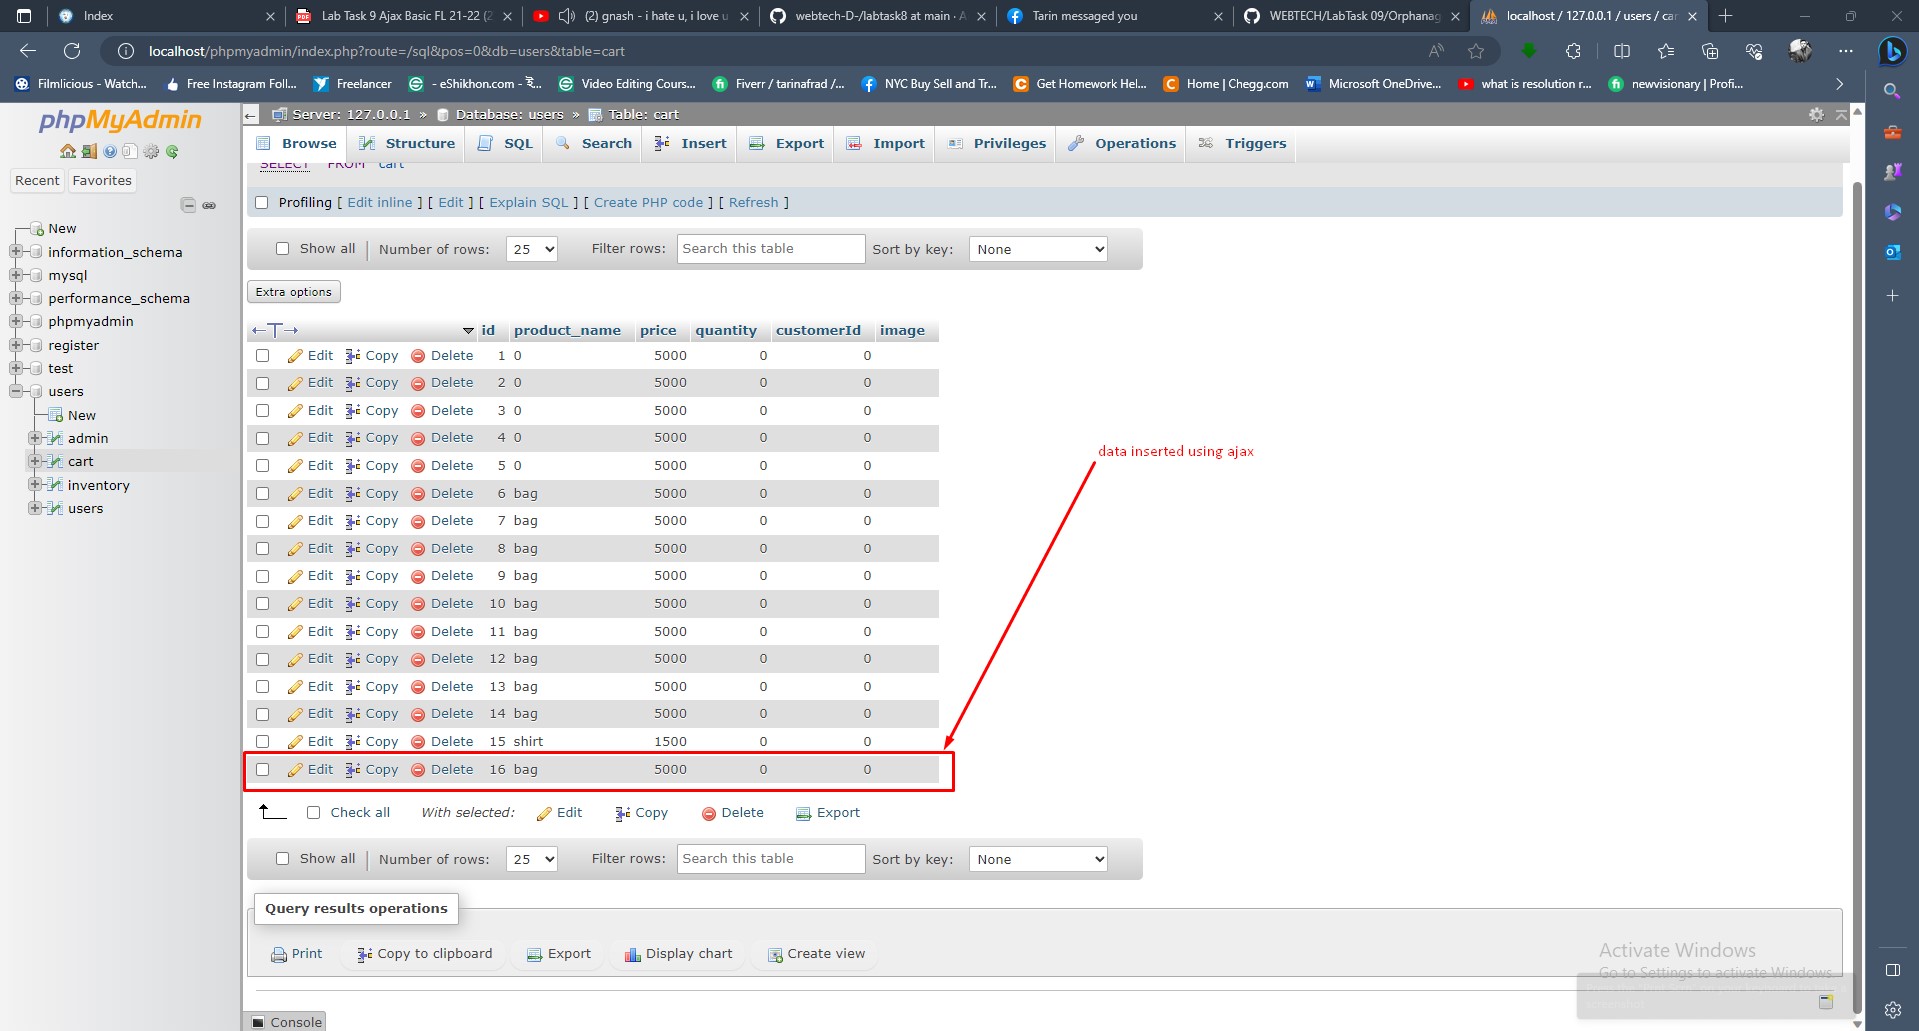 Index
Lab Task 9 Ajax Basic FL 21-22 (2
(2) gnash - i hate u, i love u
webtech-D-/labtask8 at main · A
Tarin messaged you
WEBTECH/LabTask 09/Orphanag
localhost / 127.0.0.1 / users / car
localhost/phpmyadmin/index.php?route=/sql&pos=0&db=users&table=cart
Filmlicious - Watch...
Free Instagram Foll...
Freelancer
Video Editing Cours...
Fiverr / tarinafrad /...
NYC Buy Sell and Tr...
Get Homework Hel...
Home | Chegg.com
Microsoft OneDrive...
what is resolution r...
newvisionary | Profi...
phpMyAdmin
Recent Favorites
New
information_schema
mysql
performance_schema
phpmyadmin
register
test
users
New
admin
cart
inventory
users
Server: 127.0.0.1 » Database: users » Table: cart
Browse Structure SQL Search Insert Export Import Privileges Operations Triggers
SELECT FROM cart
Profiling [ Edit inline ] [ Edit ] [ Explain SQL ] [ Create PHP code ] [ Refresh ]
Show all | Number of rows: 25 Filter rows: Search this table Sort by key: None
Extra options
id product_name price quantity customerId image
Edit Copy Delete 1 0 5000 0 0
Edit Copy Delete 2 0 5000 0 0
Edit Copy Delete 3 0 5000 0 0
Edit Copy Delete 4 0 5000 0 0
Edit Copy Delete 5 0 5000 0 0
Edit Copy Delete 6 bag 5000 0 0
Edit Copy Delete 7 bag 5000 0 0
Edit Copy Delete 8 bag 5000 0 0
Edit Copy Delete 9 bag 5000 0 0
Edit Copy Delete 10 bag 5000 0 0
Edit Copy Delete 11 bag 5000 0 0
Edit Copy Delete 12 bag 5000 0 0
Edit Copy Delete 13 bag 5000 0 0
Edit Copy Delete 14 bag 5000 0 0
Edit Copy Delete 15 shirt 1500 0 0
Edit Copy Delete 16 bag 5000 0 0
data inserted using ajax
Check all With selected: Edit Copy Delete Export
Show all | Number of rows: 25 Filter rows: Search this table Sort by key: None
Query results operations
Print Copy to clipboard Export Display chart Create view
Activate Windows
Go to Settings to activate Windows.
Console